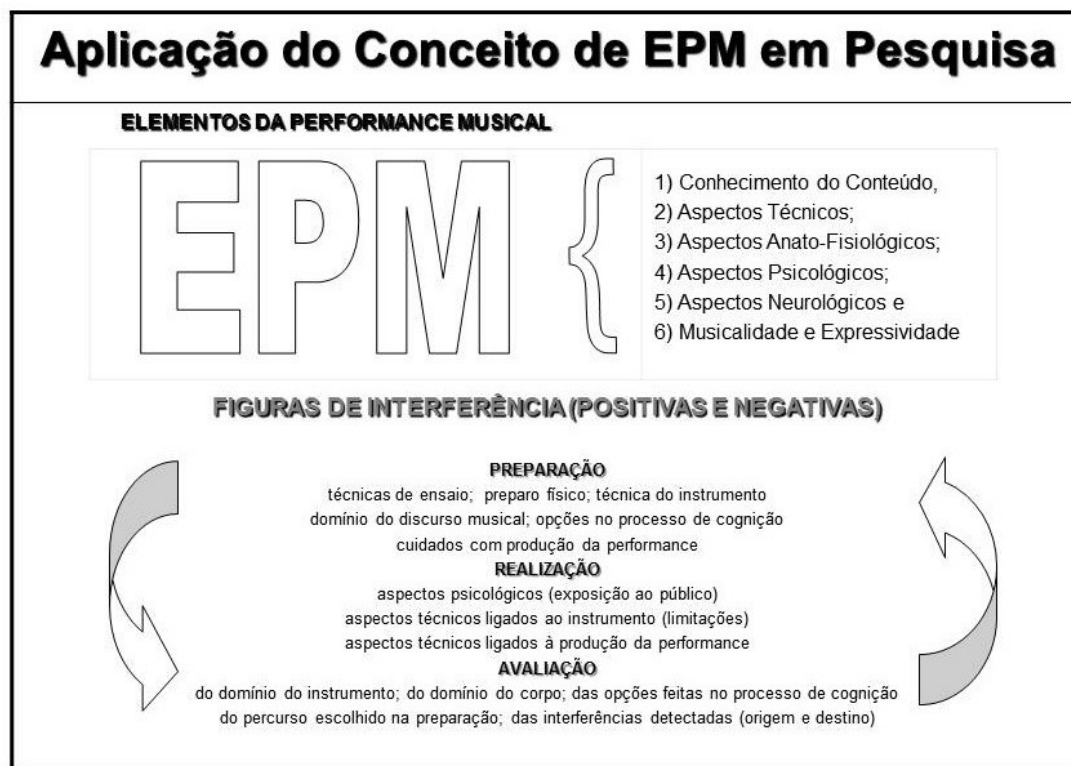 Aplicação do Conceito de EPM em Pesquisa
ELEMENTOS DA PERFORMANCE MUSICAL
EPM {
1) Conhecimento do Conteúdo,
2) Aspectos Técnicos;
3) Aspectos Anato-Fisiológicos;
4) Aspectos Psicológicos;
5) Aspectos Neurológicos e
6) Musicalidade e Expressividade
FIGURAS DE INTERFERÊNCIA (POSITIVAS E NEGATIVAS)
PREPARAÇÃO
técnicas de ensaio; preparo físico; técnica do instrumento
domínio do discurso musical; opções no processo de cognição
cuidados com produção da performance
REALIZAÇÃO
aspectos psicológicos (exposição ao público)
aspectos técnicos ligados ao instrumento (limitações)
aspectos técnicos ligados à produção da performance
AVALIAÇÃO
do domínio do instrumento; do domínio do corpo; das opções feitas no processo de cognição
do percurso escolhido na preparação; das interferências detectadas (origem e destino)